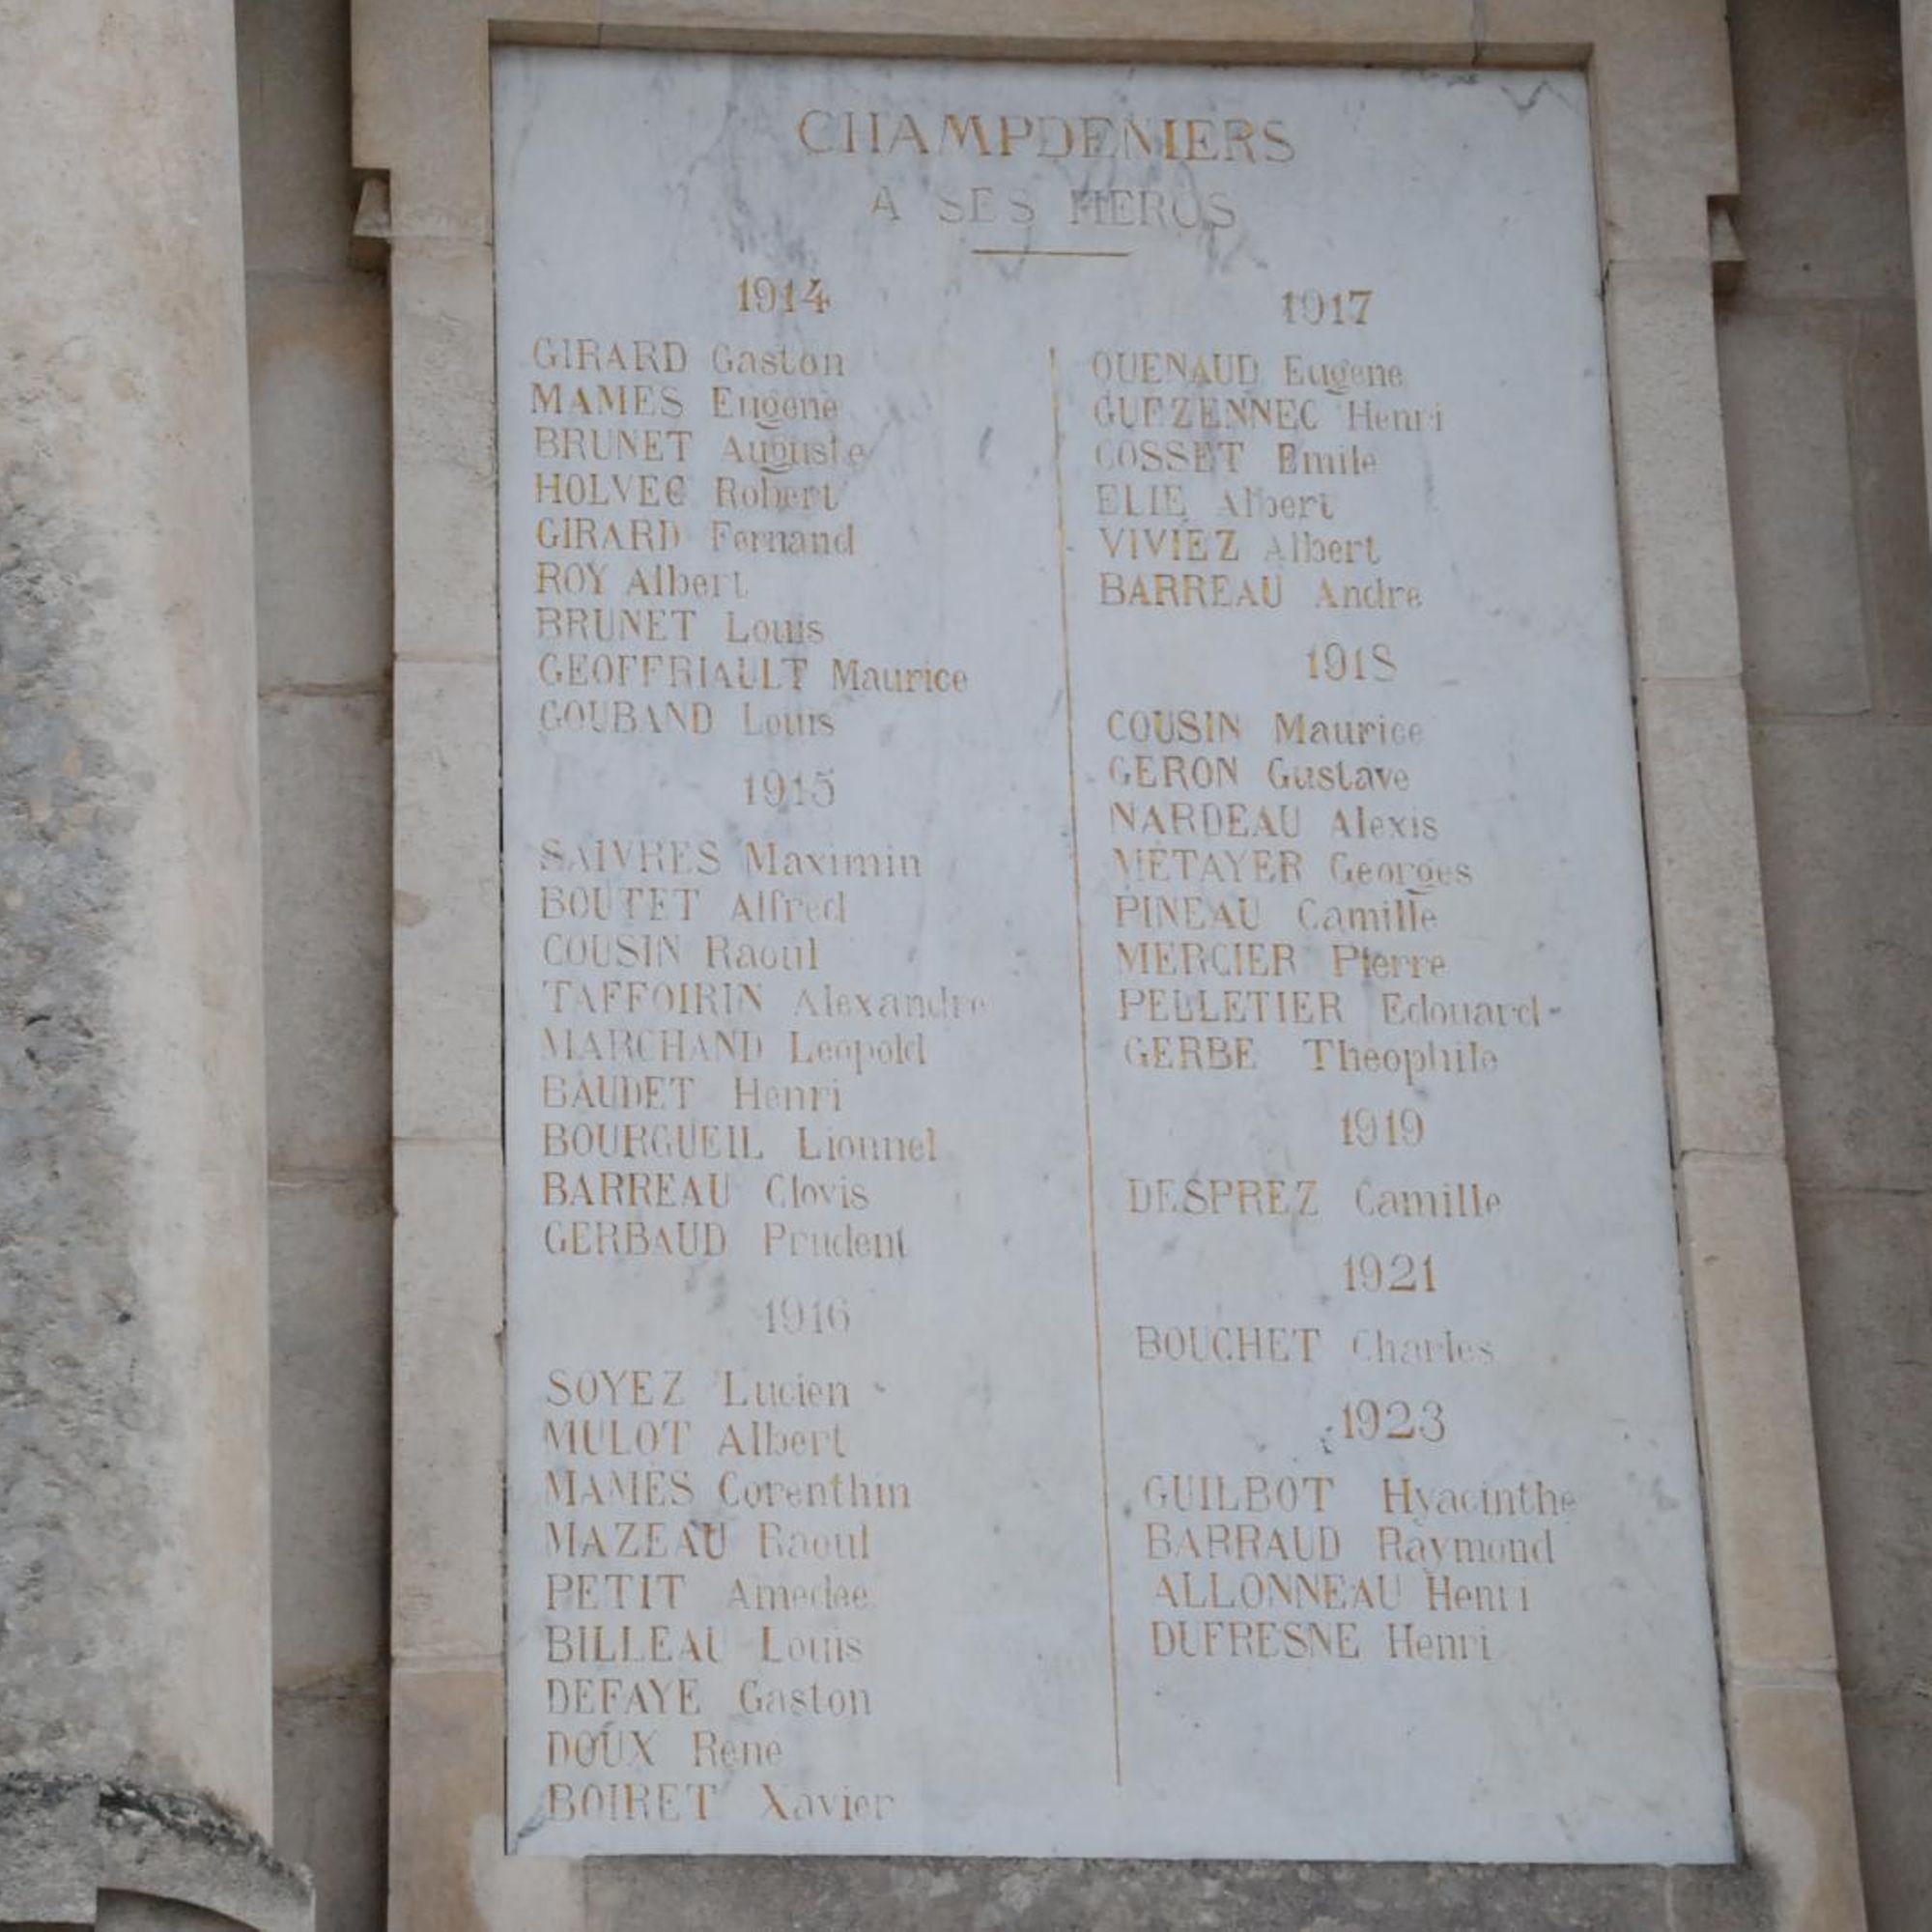 CHAMPDENIERS
A SES HEROS
1914
GIRARD Gaston
MAMES Eugene
BRUNET Auguste
HOLVEC Robert
GIRARD Fernand
ROY Albert
BRUNET Louis
GEOFFRIAULT Maurice
GOUBAND Louis
1915
SAIVRES Maximin
BOUTET Alfred
COUSIN Raoul
TAFFOIRIN Alexandre
MARCHAND Leopold
BAUDET Henri
BOURGUEIL Lionnel
BARREAU Clovis
GERBAUD Prudent
1916
SOYEZ Lucien
MULOT Albert
MAMES Corenthin
MAZEAU Raoul
PETIT Amedee
BILLEAU Louis
DEFAYE Gaston
DOUX Rene
BOIRET Xavier
1917
QUENAUD Eugene
GUEZENNEC Henri
COSSET Emile
ELIE Albert
VIVIEZ Albert
BARREAU Andre
1918
COUSIN Maurice
GERON Gustave
NARDEAU Alexis
METAYER Georges
PINEAU Camille
MERCIER Pierre
PELLETIER Edouard
GERBE Theophile
1919
DESPREZ Camille
1921
BOUCHET Charles
1923
GUILBOT Hyacinthe
BARRAUD Raymond
ALLONNEAU Henri
DUFRESNE Henri